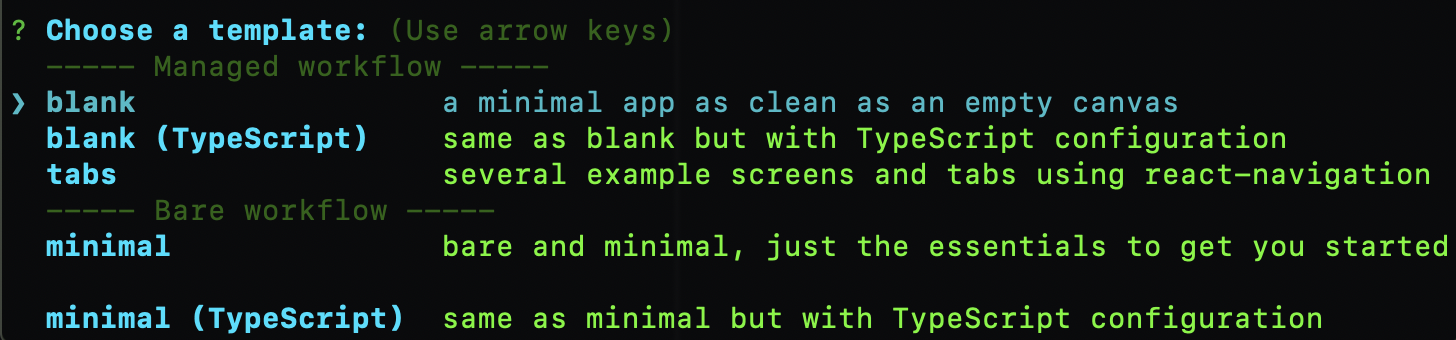 ? Choose a template: (Use arrow keys)
----- Managed workflow -----
❯ blank a minimal app as clean as an empty canvas
blank (TypeScript) same as blank but with TypeScript configuration
tabs several example screens and tabs using react-navigation
----- Bare workflow -----
minimal bare and minimal, just the essentials to get you started
minimal (TypeScript) same as minimal but with TypeScript configuration